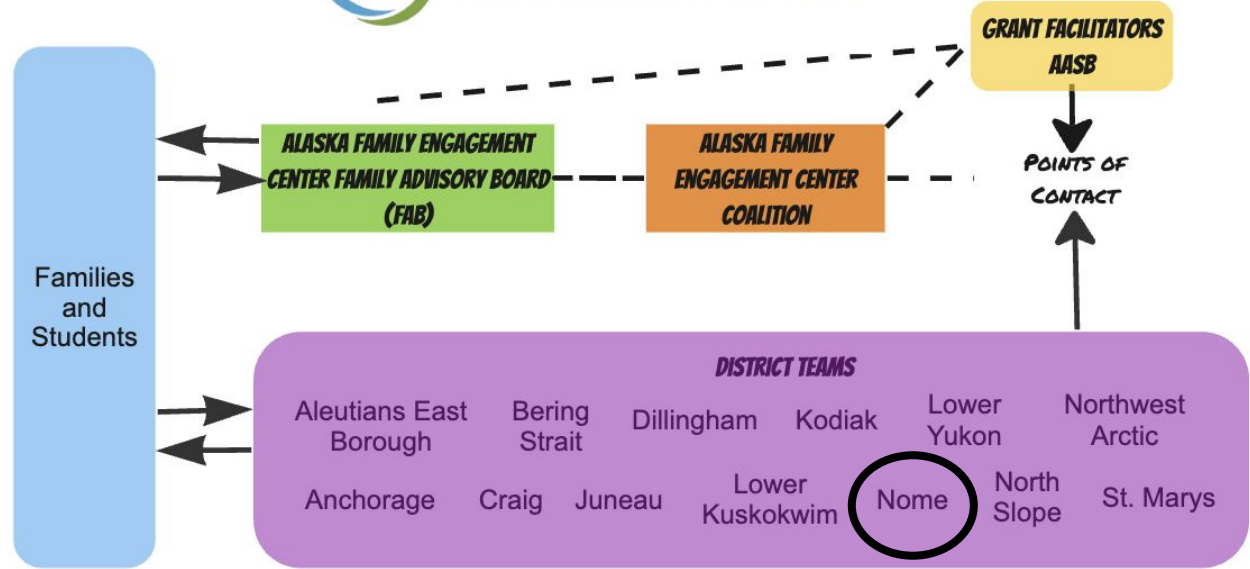 GRANT FACILITATORS
AASB
ALASKA FAMILY ENGAGEMENT
CENTER FAMILY ADVISORY BOARD
(FAB)
ALASKA FAMILY
ENGAGEMENT CENTER
COALITION
POINTS OF
CONTACT
Families
and
Students
DISTRICT TEAMS
Aleutians East
Borough
Bering
Strait
Dillingham
Kodiak
Lower
Yukon
Northwest
Arctic
Anchorage
Craig
Juneau
Lower
Kuskokwim
Nome
North
Slope
St. Marys